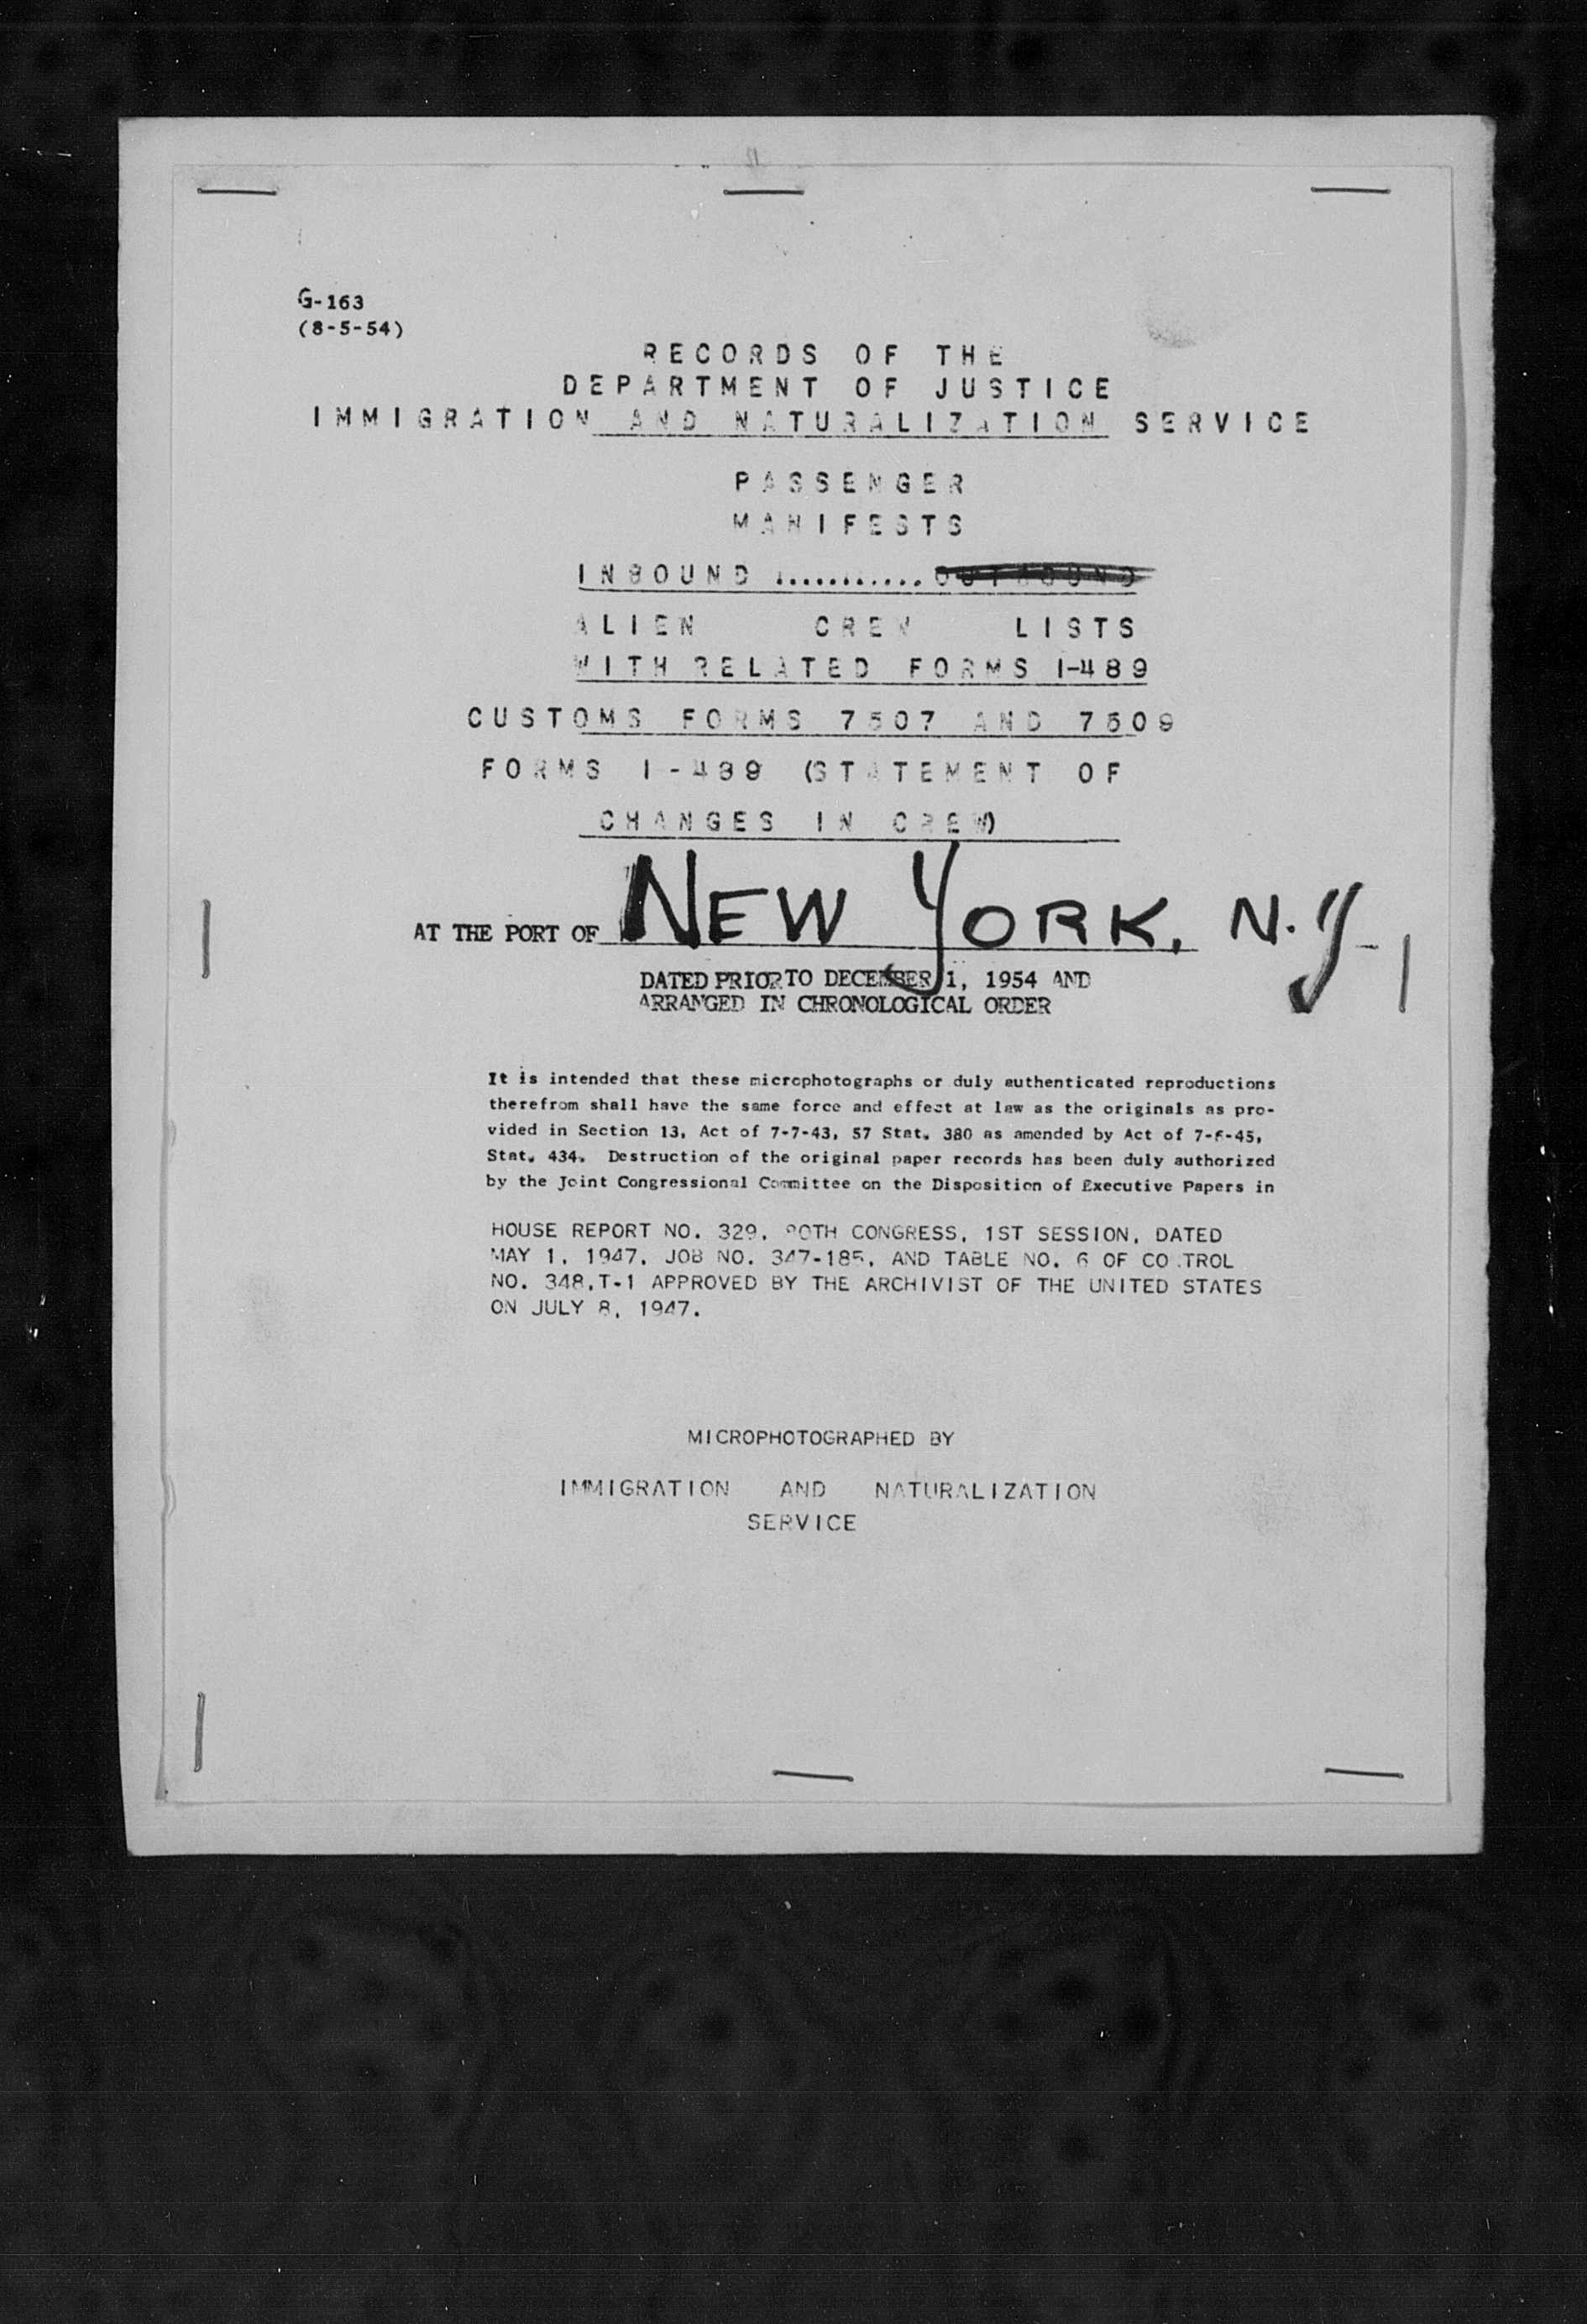 G-163
(8-5-54)
RECORDS OF THE
DEPARTMENT OF JUSTICE
IMMIGRATION AND NATURALIZATION SERVICE
PASSENGER
MANIFESTS
INBOUND ........... OUTBOUND
ALIEN CREW LISTS
WITH RELATED FORMS I-489
CUSTOMS FORMS 7507 AND 7509
FORMS I-489 (STATEMENT OF
CHANGES IN CREW)
AT THE PORT OF NEW YORK, N.Y.
DATED PRIOR TO DECEMBER 1, 1954 AND
ARRANGED IN CHRONOLOGICAL ORDER
It is intended that these microphotographs or duly authenticated reproductions
therefrom shall have the same force and effect at law as the originals as pro-
vided in Section 13, Act of 7-7-43, 57 Stat. 380 as amended by Act of 7-6-45,
Stat. 434. Destruction of the original paper records has been duly authorized
by the Joint Congressional Committee on the Disposition of Executive Papers in
HOUSE REPORT NO. 329, 80TH CONGRESS, 1ST SESSION, DATED
MAY 1, 1947, JOB NO. 347-185, AND TABLE NO. 6 OF CONTROL
NO. 348,T-1 APPROVED BY THE ARCHIVIST OF THE UNITED STATES
ON JULY 8, 1947.
MICROPHOTOGRAPHED BY
IMMIGRATION AND NATURALIZATION
SERVICE